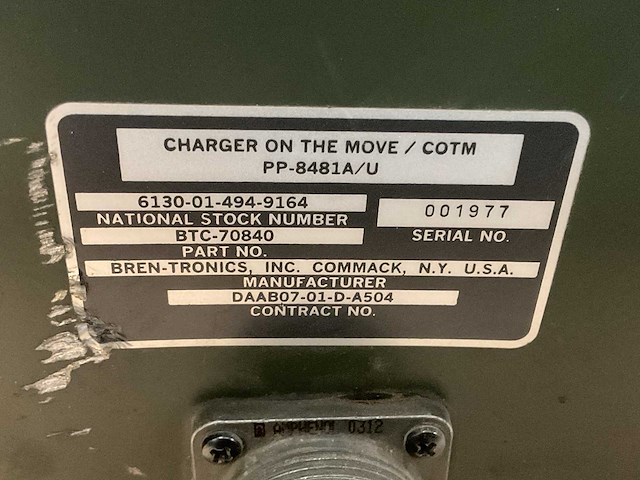 CHARGER ON THE MOVE / COTM
PP-8481A/U
6130-01-494-9164
NATIONAL STOCK NUMBER
001977
SERIAL NO.
BTC-70840
PART NO.
BREN-TRONICS, INC. COMMACK, N.Y. U.S.A.
MANUFACTURER
DAAB07-01-D-A504
CONTRACT NO.
AMPHENOL 0312